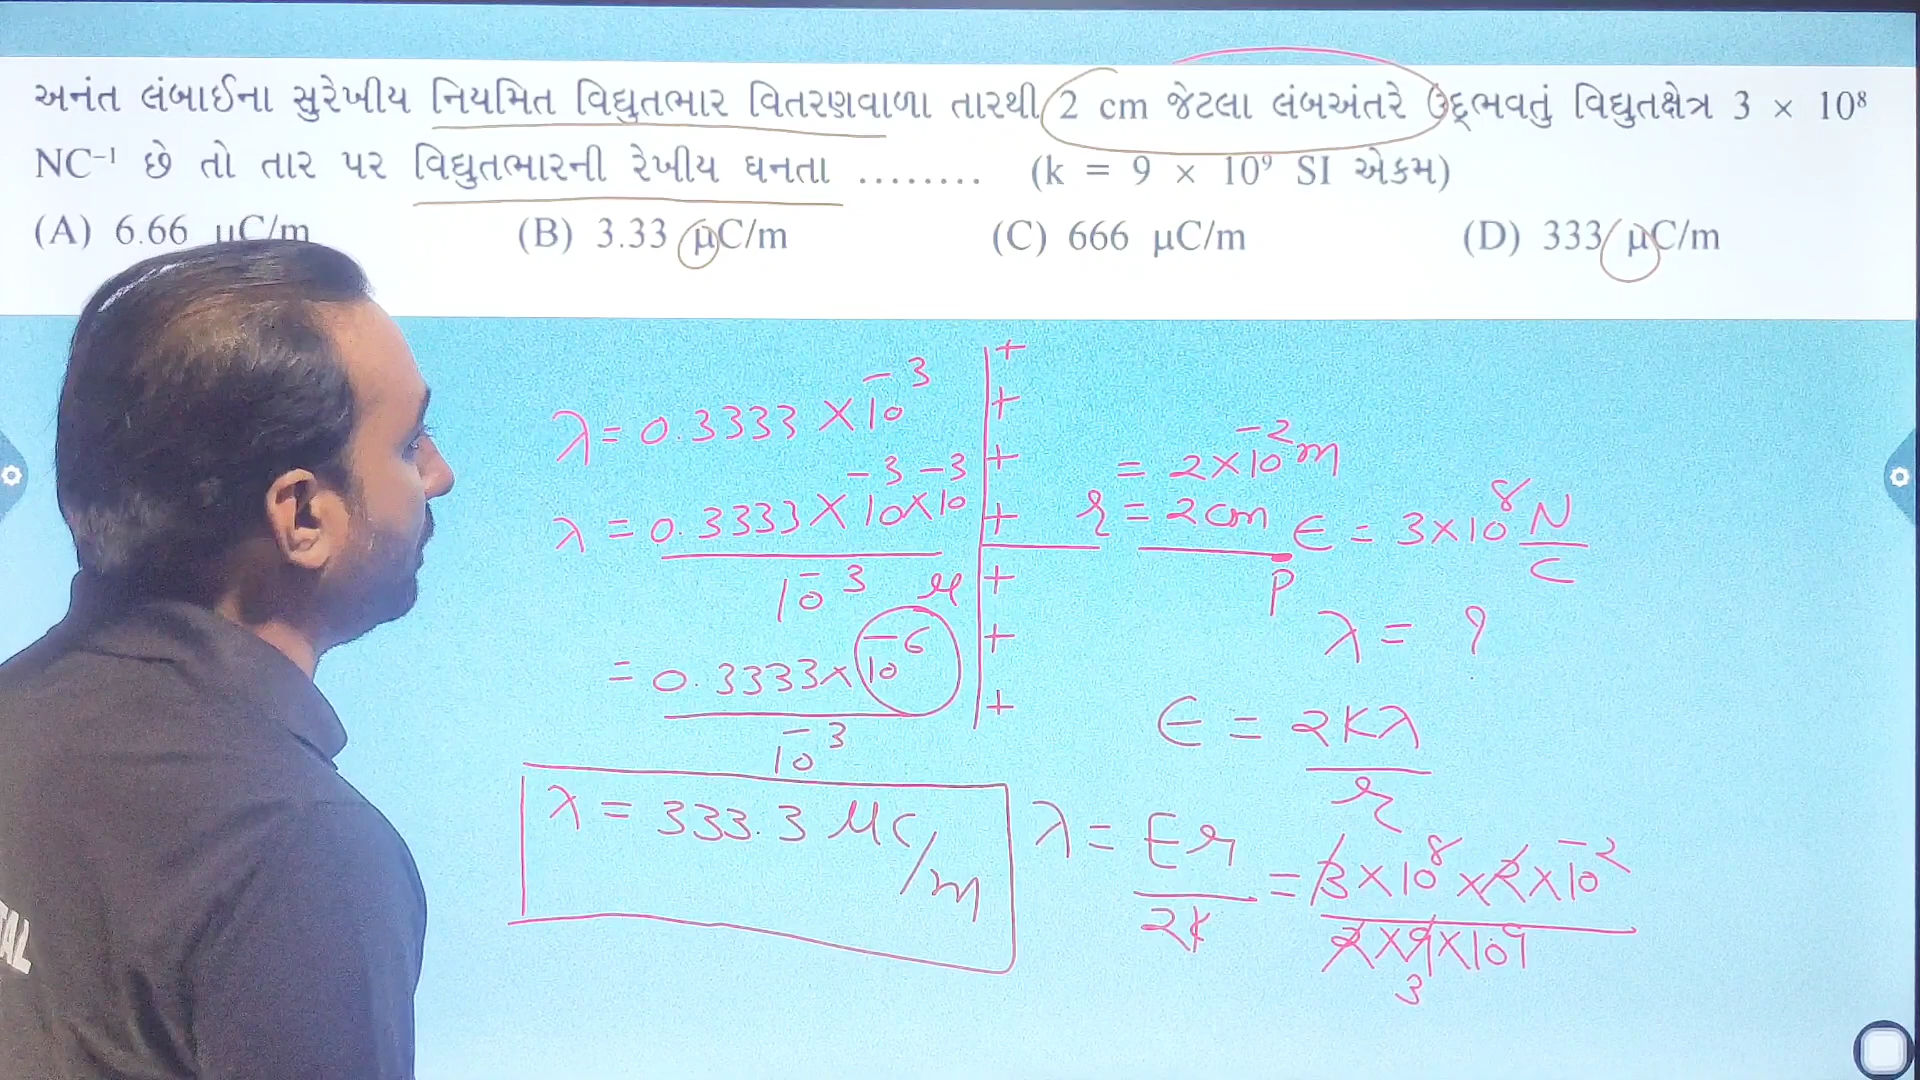 અનંત લંબાઈના સુરેખીય નિયમિત વિદ્યુતભાર વિતરણવાળા તારથી 2 cm જેટલા લંબઅંતરે ઉદ્ભવતું વિદ્યુતક્ષેત્ર 3 × 10⁸
NC⁻¹ છે તો તાર પર વિદ્યુતભારની રેખીય ઘનતા ........ (k = 9 × 10⁹ SI એકમ)
(A) 6.66 μC/m (B) 3.33 μC/m (C) 666 μC/m (D) 333 μC/m
λ = 0.3333 × 10⁻³
λ = 0.3333 × 10⁻³ × 10⁻³
10⁻³
μ
= 0.3333 × 10⁻⁶
10⁻³
λ = 333.3 μC/m
+
+
+
+
+
+
+
= 2 × 10⁻² m
r = 2 cm
P
E = 3 × 10⁸ N/C
λ = ?
E = 2kλ
r
λ = Er = 3 × 10⁸ × 2 × 10⁻²
2k 2 × 9 × 10⁹
3
TAL